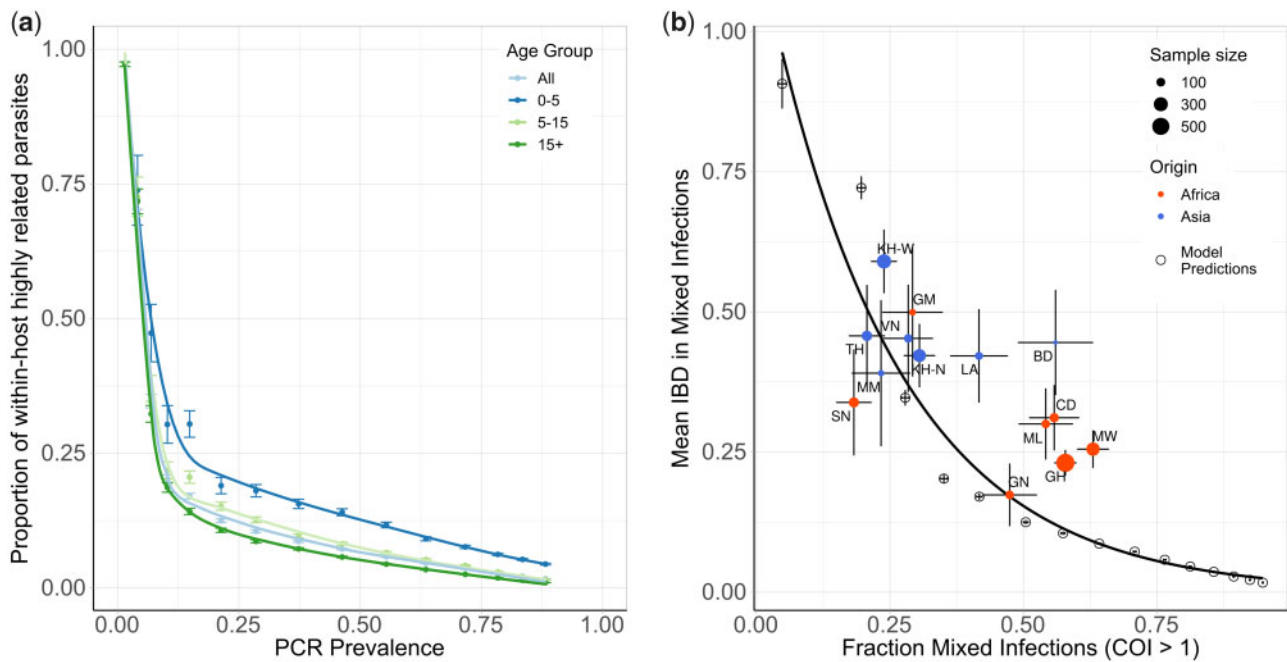 (a)
1.00
0.75
0.50
0.25
0.00
Proportion of within-host highly related parasites
0.00 0.25 0.50 0.75 1.00
PCR Prevalence
Age Group
All
0-5
5-15
15+
(b)
1.00
0.75
0.50
0.25
0.00
Mean IBD in Mixed Infections
0.00 0.25 0.50 0.75
Fraction Mixed Infections (COI > 1)
Sample size
100
300
500
Origin
Africa
Asia
Model
Predictions
KH-W
GM
VN
TH
KH-N
LA
BD
MM
SN
CD
ML
MW
GH
GN